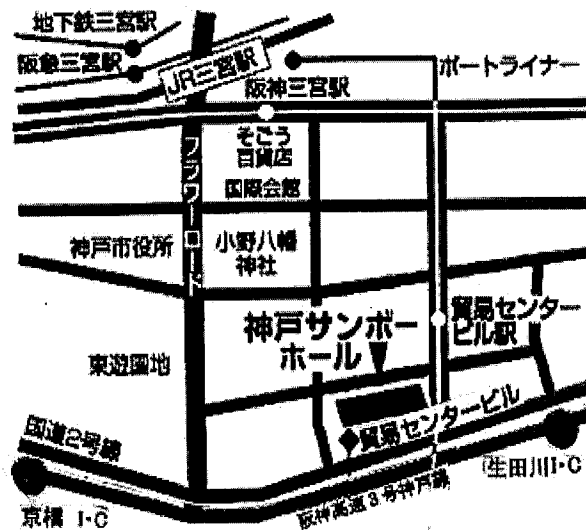 地下鉄三宮駅
阪急三宮駅
JR三宮駅
ポートライナー
阪神三宮駅
そごう
百貨店
フラワーロード
国際会館
神戸市役所
小野八幡
神社
神戸サンボー
ホール
貿易センター
ビル駅
東遊園地
国道2号線
貿易センタービル
生田川I・C
阪神高速3号神戸線
京橋 I・C